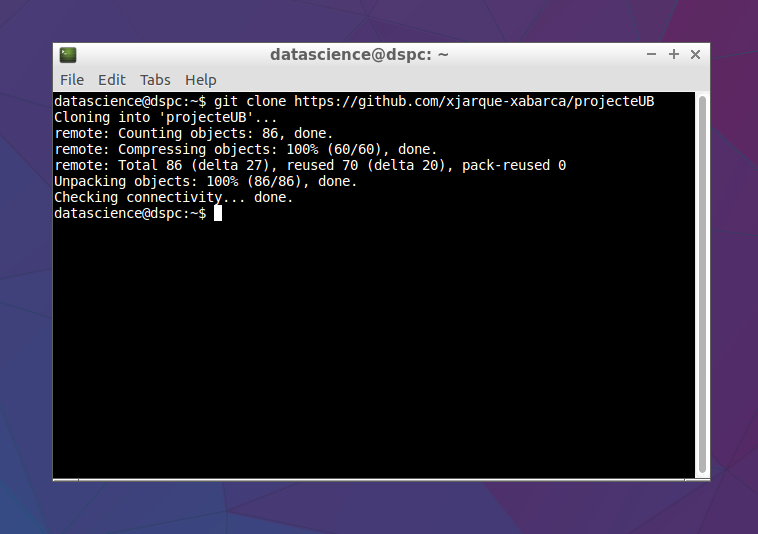 datascience@dspc: ~
File Edit Tabs Help
datascience@dspc:~$ git clone https://github.com/xjarque-xabarca/projecteUB
Cloning into 'projecteUB'...
remote: Counting objects: 86, done.
remote: Compressing objects: 100% (60/60), done.
remote: Total 86 (delta 27), reused 70 (delta 20), pack-reused 0
Unpacking objects: 100% (86/86), done.
Checking connectivity... done.
datascience@dspc:~$